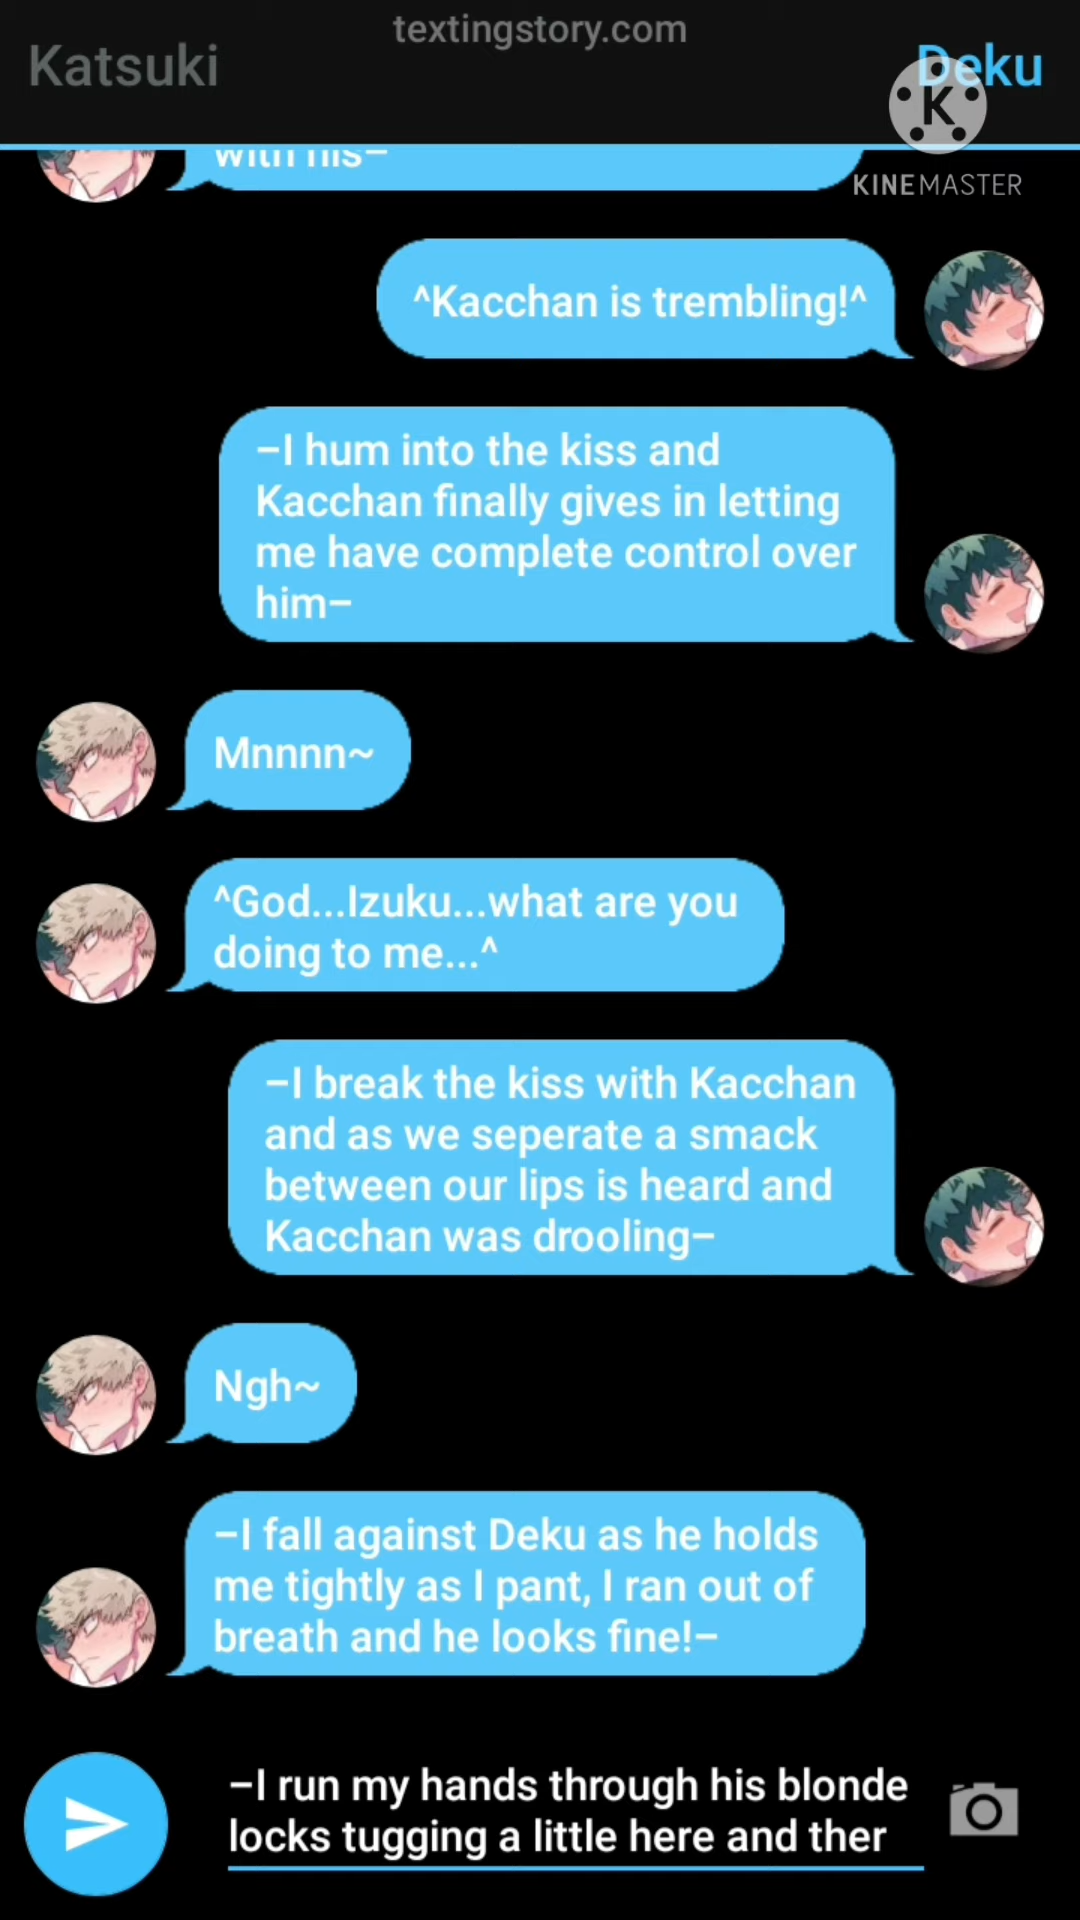 textingstory.com
Katsuki
Deku
K
KINEMASTER
with his–
^Kacchan is trembling!^
–I hum into the kiss and
Kacchan finally gives in letting
me have complete control over
him–
Mnnnn~
^God...Izuku...what are you
doing to me...^
–I break the kiss with Kacchan
and as we seperate a smack
between our lips is heard and
Kacchan was drooling–
Ngh~
–I fall against Deku as he holds
me tightly as I pant, I ran out of
breath and he looks fine!–
–I run my hands through his blonde
locks tugging a little here and ther